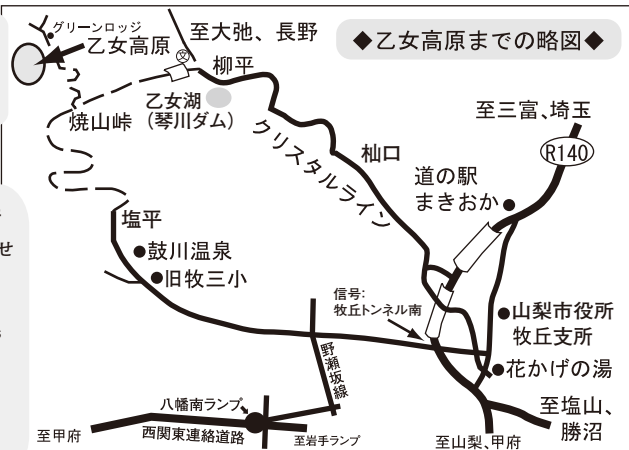 グリーンロッジ
乙女高原
至大弛、長野
◆乙女高原までの略図◆
文
柳平
乙女湖
(琴川ダム)
焼山峠
クリスタルライン
杣口
至三富、埼玉
R140
道の駅
まきおか
塩平
せ
鼓川温泉
旧牧三小
信号:
牧丘トンネル南
山梨市役所
牧丘支所
花かげの湯
野瀬坂線
八幡南ランプ
至甲府
西関東連絡道路
至岩手ランプ
至山梨、甲府
至塩山、
勝沼